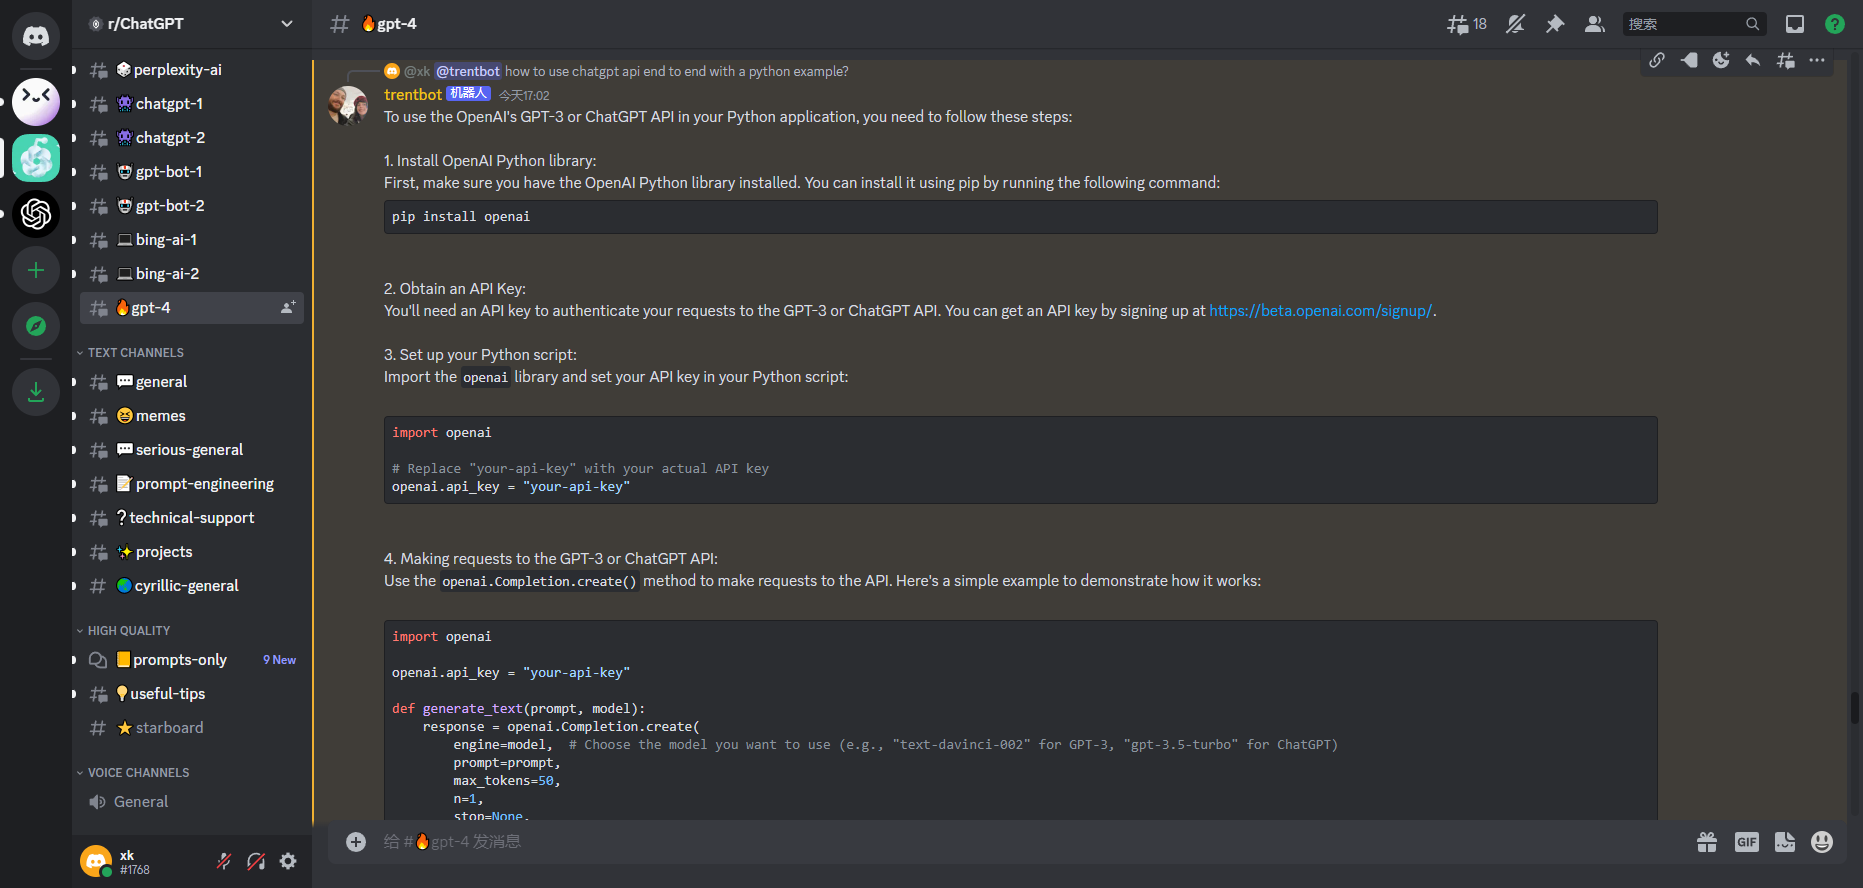 r/ChatGPT
perplexity-ai
chatgpt-1
chatgpt-2
gpt-bot-1
gpt-bot-2
bing-ai-1
bing-ai-2
gpt-4
TEXT CHANNELS
general
memes
serious-general
prompt-engineering
technical-support
projects
cyrillic-general
HIGH QUALITY
prompts-only 9 New
useful-tips
starboard
VOICE CHANNELS
General
xk
#1768
gpt-4
18
搜索
@xk @trentbot how to use chatgpt api end to end with a python example?
trentbot 机器人 今天17:02
To use the OpenAI's GPT-3 or ChatGPT API in your Python application, you need to follow these steps:
1. Install OpenAI Python library:
First, make sure you have the OpenAI Python library installed. You can install it using pip by running the following command:
pip install openai
2. Obtain an API Key:
You'll need an API key to authenticate your requests to the GPT-3 or ChatGPT API. You can get an API key by signing up at https://beta.openai.com/signup/.
3. Set up your Python script:
Import the openai library and set your API key in your Python script:
import openai
# Replace "your-api-key" with your actual API key
openai.api_key = "your-api-key"
4. Making requests to the GPT-3 or ChatGPT API:
Use the openai.Completion.create() method to make requests to the API. Here's a simple example to demonstrate how it works:
import openai
openai.api_key = "your-api-key"
def generate_text(prompt, model):
response = openai.Completion.create(
engine=model, # Choose the model you want to use (e.g., "text-davinci-002" for GPT-3, "gpt-3.5-turbo" for ChatGPT)
prompt=prompt,
max_tokens=50,
n=1,
stop=None,
给 #🔥gpt-4 发消息
GIF